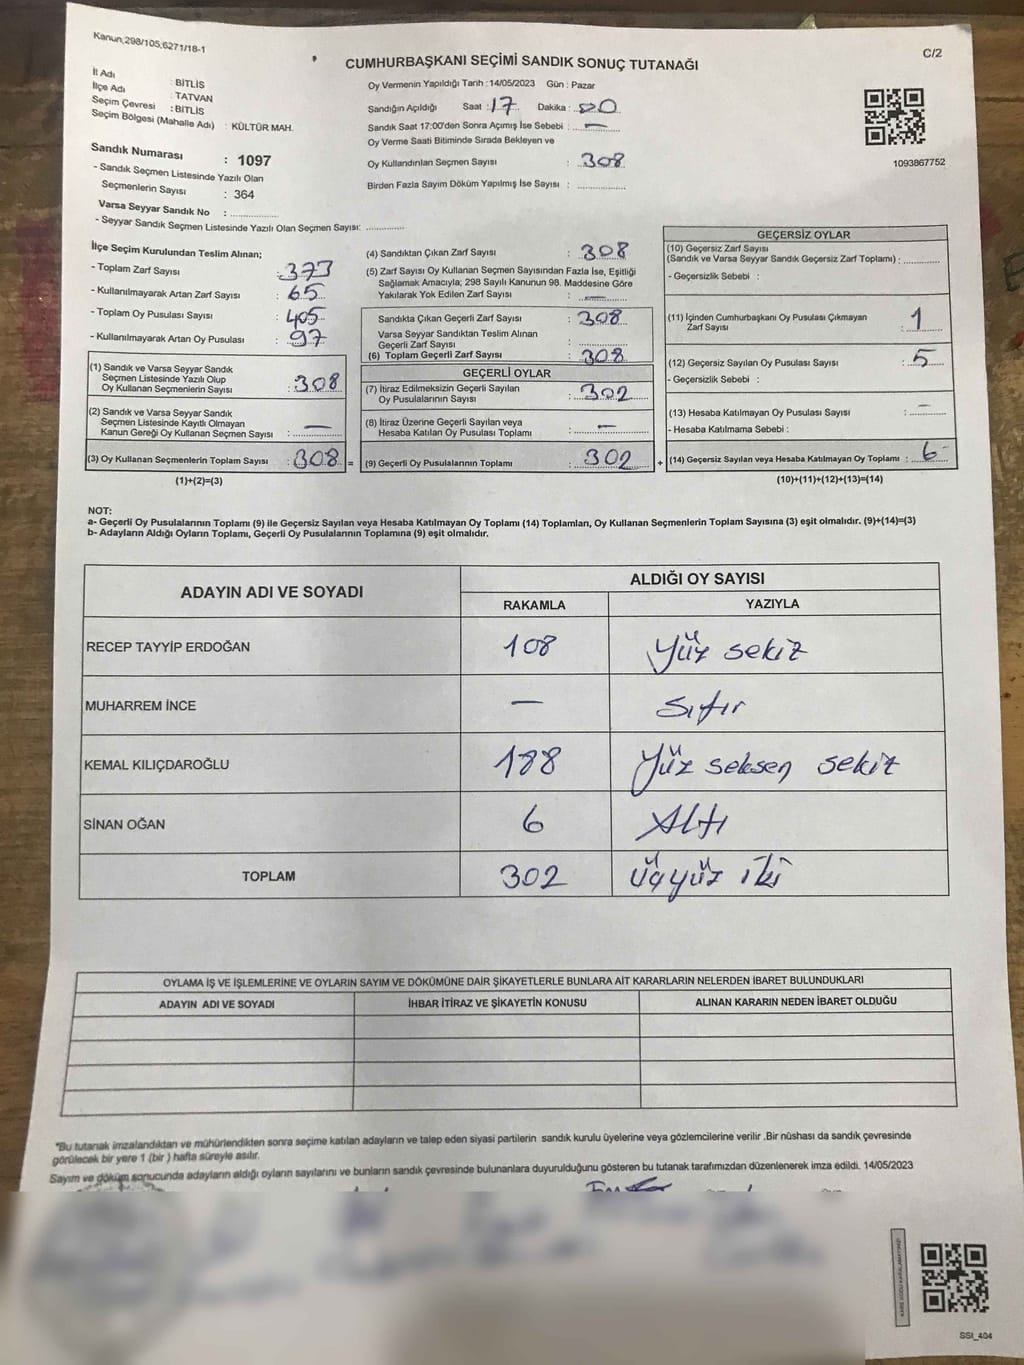 Kanun;298/105;6271/18-1
C/2
CUMHURBAŞKANI SEÇİMİ SANDIK SONUÇ TUTANAĞI
İl Adı : BİTLİS
İlçe Adı : TATVAN
Seçim Çevresi : BİTLİS
Seçim Bölgesi (Mahalle Adı) : KÜLTÜR MAH.
Oy Vermenin Yapıldığı Tarih : 14/05/2023 Gün : Pazar
Sandığın Açıldığı Saat : 17 Dakika : 00
Sandık Saat 17:00'den Sonra Açımış İse Sebebi : —
Oy Verme Saati Bitiminde Sırada Bekleyen ve
Oy Kullandırılan Seçmen Sayısı : 308
Birden Fazla Sayım Döküm Yapılmış İse Sayısı : ..............
1093867752
Sandık Numarası : 1097
- Sandık Seçmen Listesinde Yazılı Olan
Seçmenlerin Sayısı : 364
Varsa Seyyar Sandık No : ..............
- Seyyar Sandık Seçmen Listesinde Yazılı Olan Seçmen Sayısı: ............
İlçe Seçim Kurulundan Teslim Alınan;
- Toplam Zarf Sayısı : 373
- Kullanılmayarak Artan Zarf Sayısı : 65
- Toplam Oy Pusulası Sayısı : 405
- Kullanılmayarak Artan Oy Pusulası : 97
(1) Sandık ve Varsa Seyyar Sandık
Seçmen Listesinde Yazılı Olup
Oy Kullanan Seçmenlerin Sayısı : 308
(2) Sandık ve Varsa Seyyar Sandık
Seçmen Listesinde Kayıtlı Olmayan
Kanun Gereği Oy Kullanan Seçmen Sayısı : —
(3) Oy Kullanan Seçmenlerin Toplam Sayısı : 308 =
(1)+(2)=(3)
(4) Sandıktan Çıkan Zarf Sayısı : 308
(5) Zarf Sayısı Oy Kullanan Seçmen Sayısından Fazla İse, Eşitliği
Sağlamak Amacıyla; 298 Sayılı Kanunun 98. Maddesine Göre
Yakılarak Yok Edilen Zarf Sayısı : —
Sandıkta Çıkan Geçerli Zarf Sayısı : 308
Varsa Seyyar Sandıktan Teslim Alınan
Geçerli Zarf Sayısı : ..............
(6) Toplam Geçerli Zarf Sayısı : 308
GEÇERLİ OYLAR
(7) İtiraz Edilmeksizin Geçerli Sayılan
Oy Pusulalarının Sayısı : 302
(8) İtiraz Üzerine Geçerli Sayılan veya
Hesaba Katılan Oy Pusulası Toplamı : —
(9) Geçerli Oy Pusulalarının Toplamı : 302 +
GEÇERSİZ OYLAR
(10) Geçersiz Zarf Sayısı
(Sandık ve Varsa Seyyar Sandık Geçersiz Zarf Toplamı) : ............
- Geçersizlik Sebebi :
(11) İçinden Cumhurbaşkanı Oy Pusulası Çıkmayan
Zarf Sayısı : 1
(12) Geçersiz Sayılan Oy Pusulası Sayısı : 5
- Geçersizlik Sebebi :
(13) Hesaba Katılmayan Oy Pusulası Sayısı : —
- Hesaba Katılmama Sebebi :
(14) Geçersiz Sayılan veya Hesaba Katılmayan Oy Toplamı : 6
(10)+(11)+(12)+(13)=(14)
NOT:
a- Geçerli Oy Pusulalarının Toplamı (9) ile Geçersiz Sayılan veya Hesaba Katılmayan Oy Toplamı (14) Toplamları, Oy Kullanan Seçmenlerin Toplam Sayısına (3) eşit olmalıdır. (9)+(14)=(3)
b- Adayların Aldığı Oyların Toplamı, Geçerli Oy Pusulalarının Toplamına (9) eşit olmalıdır.
ADAYIN ADI VE SOYADI
ALDIĞI OY SAYISI
RAKAMLA YAZIYLA
RECEP TAYYİP ERDOĞAN 108 Yüz sekiz
MUHARREM İNCE — Sıfır
KEMAL KILIÇDAROĞLU 188 Yüz seksen sekiz
SİNAN OĞAN 6 Altı
TOPLAM 302 üçyüz iki
OYLAMA İŞ VE İŞLEMLERİNE VE OYLARIN SAYIM VE DÖKÜMÜNE DAİR ŞİKAYETLERLE BUNLARA AİT KARARLARIN NELERDEN İBARET BULUNDUKLARI
ADAYIN ADI VE SOYADI İHBAR İTİRAZ VE ŞİKAYETİN KONUSU ALINAN KARARIN NEDEN İBARET OLDUĞU
*Bu tutanak imzalandıktan ve mühürlendikten sonra seçime katılan adayların ve talep eden siyasi partilerin sandık kurulu üyelerine veya gözlemcilerine verilir .Bir nüshası da sandık çevresinde
görülecek bir yere 1 (bir ) hafta süreyle asılır.
Sayım ve döküm sonucunda adayların aldığı oyların sayılarını ve bunların sandık çevresinde bulunanlara duyurulduğunu gösteren bu tutanak tarafımızdan düzenlenerek imza edildi. 14/05/2023
SSI_404